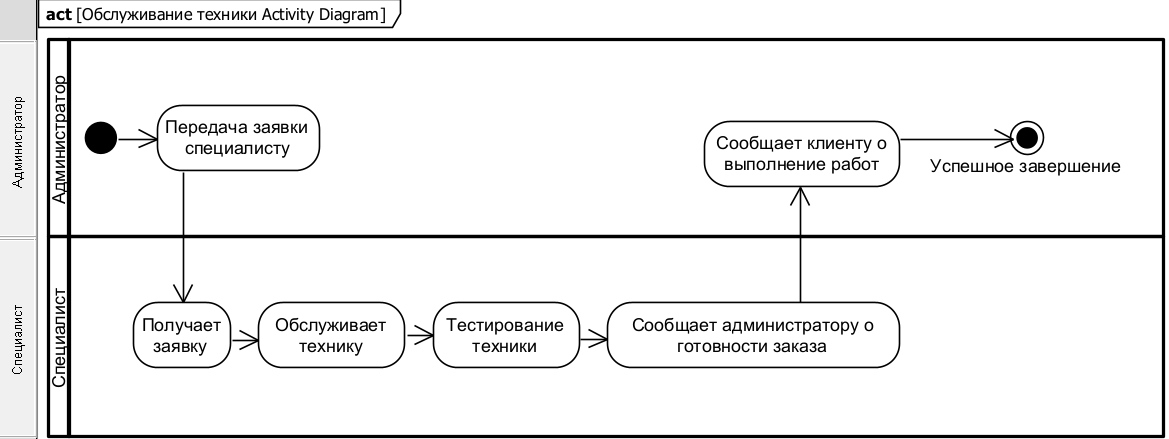 act [Обслуживание техники Activity Diagram]
Администратор
Администратор
Передача заявки
специалисту
Сообщает клиенту о
выполнение работ
Успешное завершение
Специалист
Специалист
Получает
заявку
Обслуживает
технику
Тестирование
техники
Сообщает администратору о
готовности заказа